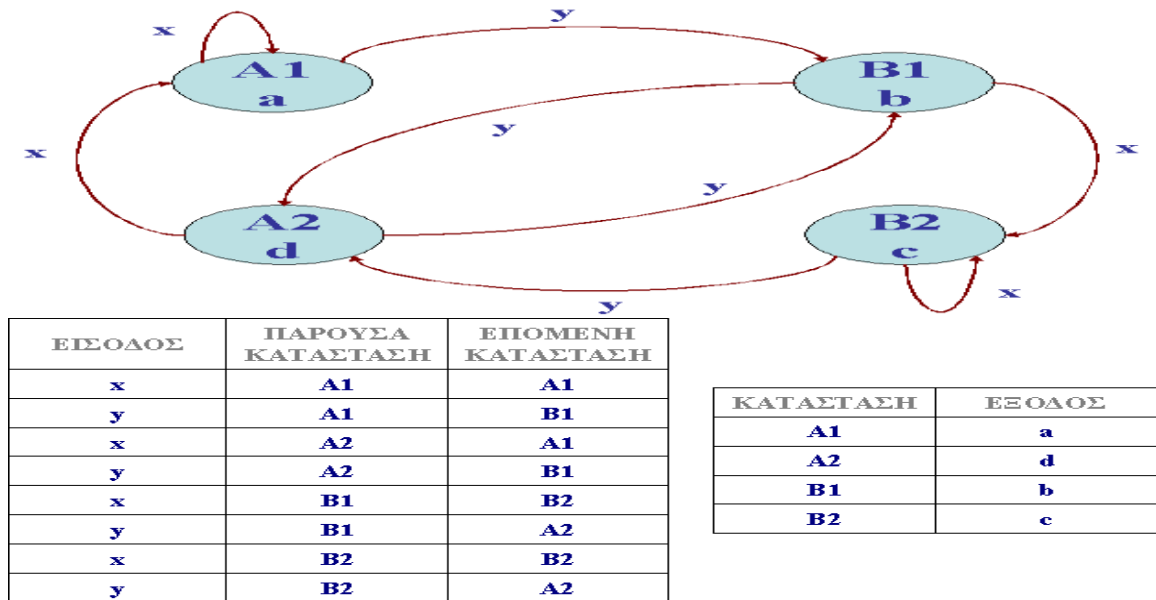 x
y
A1
a
B1
b
y
x
x
y
A2
d
B2
c
y
x
ΕΙΣΟΔΟΣ ΠΑΡΟΥΣΑ ΚΑΤΑΣΤΑΣΗ ΕΠΟΜΕΝΗ ΚΑΤΑΣΤΑΣΗ
x A1 A1
y A1 B1
x A2 A1
y A2 B1
x B1 B2
y B1 A2
x B2 B2
y B2 A2
ΚΑΤΑΣΤΑΣΗ ΕΞΟΔΟΣ
A1 a
A2 d
B1 b
B2 c